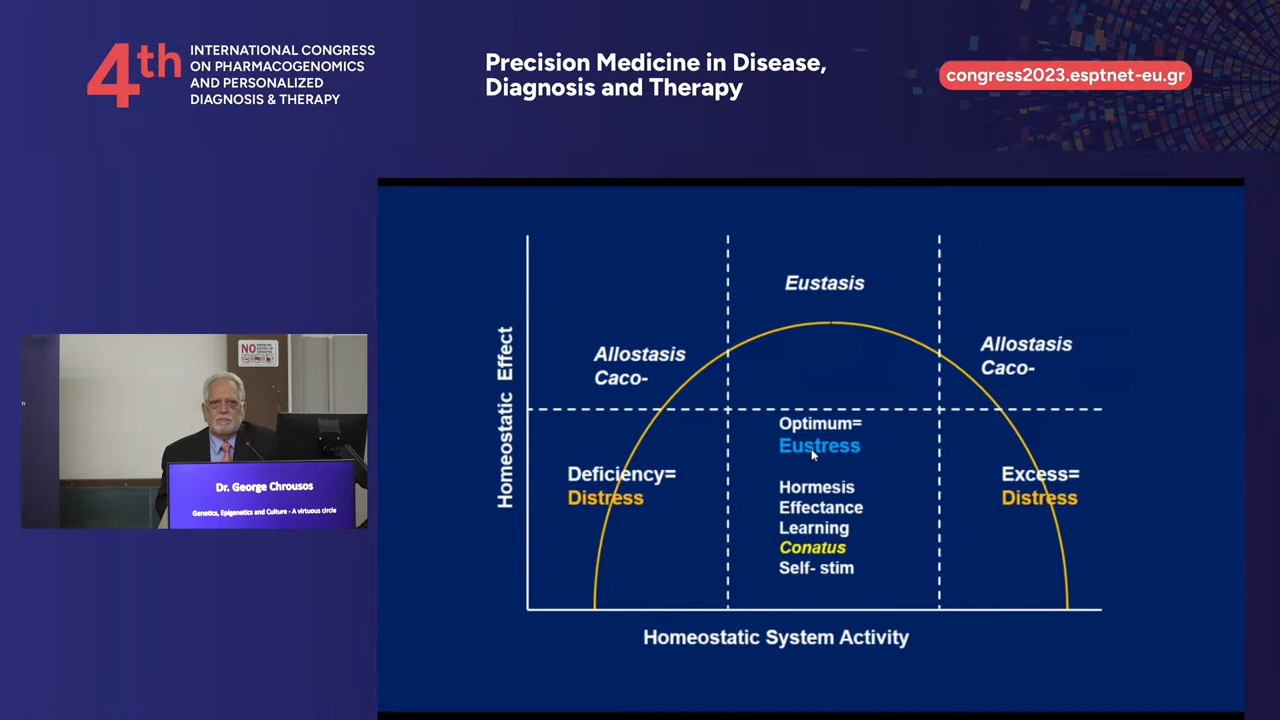 4th
INTERNATIONAL CONGRESS
ON PHARMACOGENOMICS
AND PERSONALIZED
DIAGNOSIS & THERAPY
Precision Medicine in Disease,
Diagnosis and Therapy
congress2023.esptnet-eu.gr
NO
Dr. George Chrousos
Genetics, Epigenetics and Culture - A virtuous circle
Homeostatic Effect
Eustasis
Allostasis
Caco-
Allostasis
Caco-
Optimum=
Eustress
Deficiency=
Distress
Excess=
Distress
Hormesis
Effectance
Learning
Conatus
Self- stim
Homeostatic System Activity